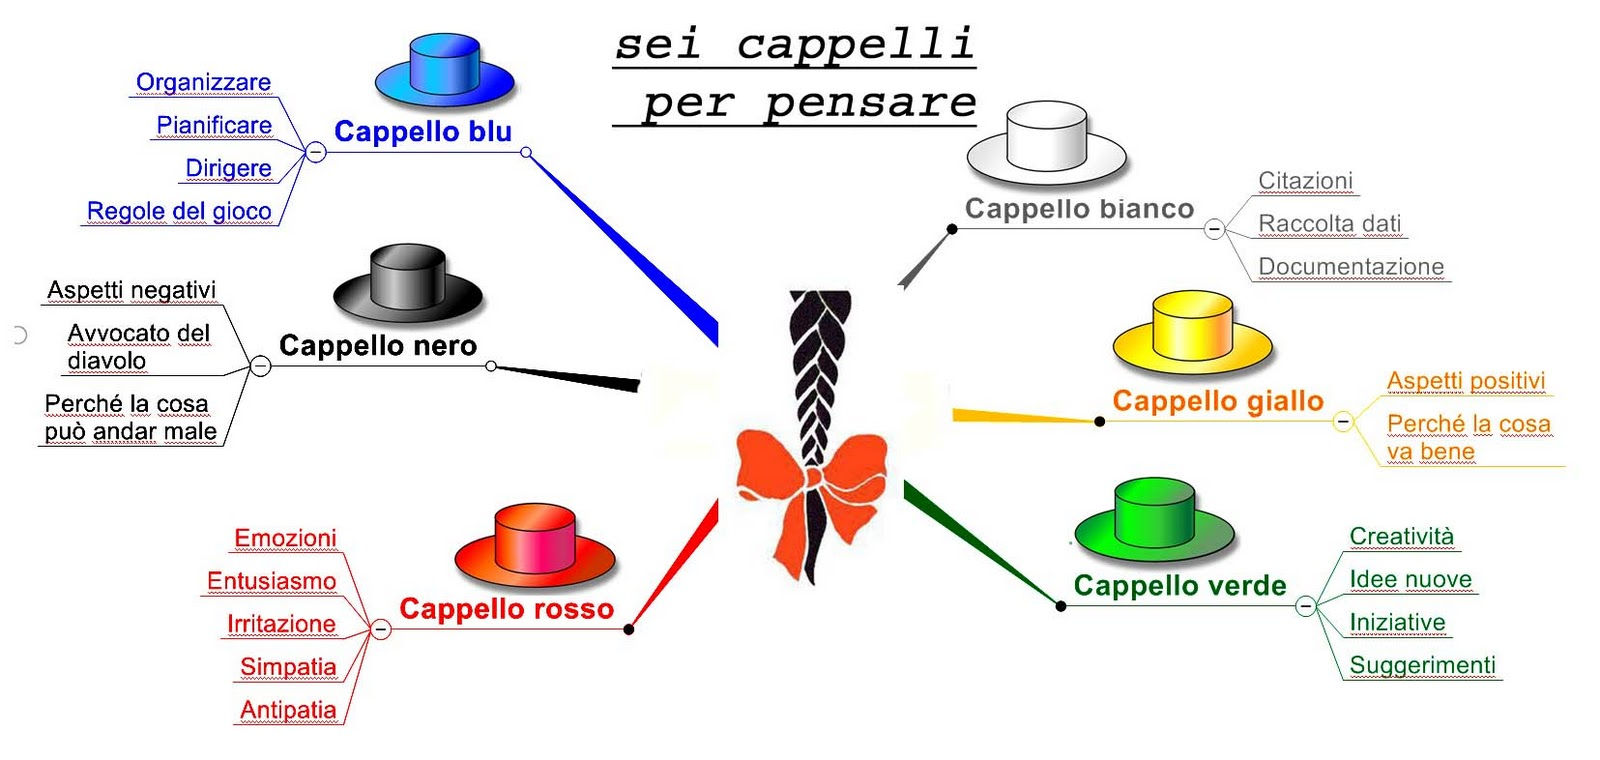 sei cappelli
per pensare
Cappello blu
Organizzare
Pianificare
Dirigere
Regole del gioco
Cappello nero
Aspetti negativi
Avvocato del
diavolo
Perché la cosa
può andar male
Cappello rosso
Emozioni
Entusiasmo
Irritazione
Simpatia
Antipatia
Cappello bianco
Citazioni
Raccolta dati
Documentazione
Cappello giallo
Aspetti positivi
Perché la cosa
va bene
Cappello verde
Creatività
Idee nuove
Iniziative
Suggerimenti